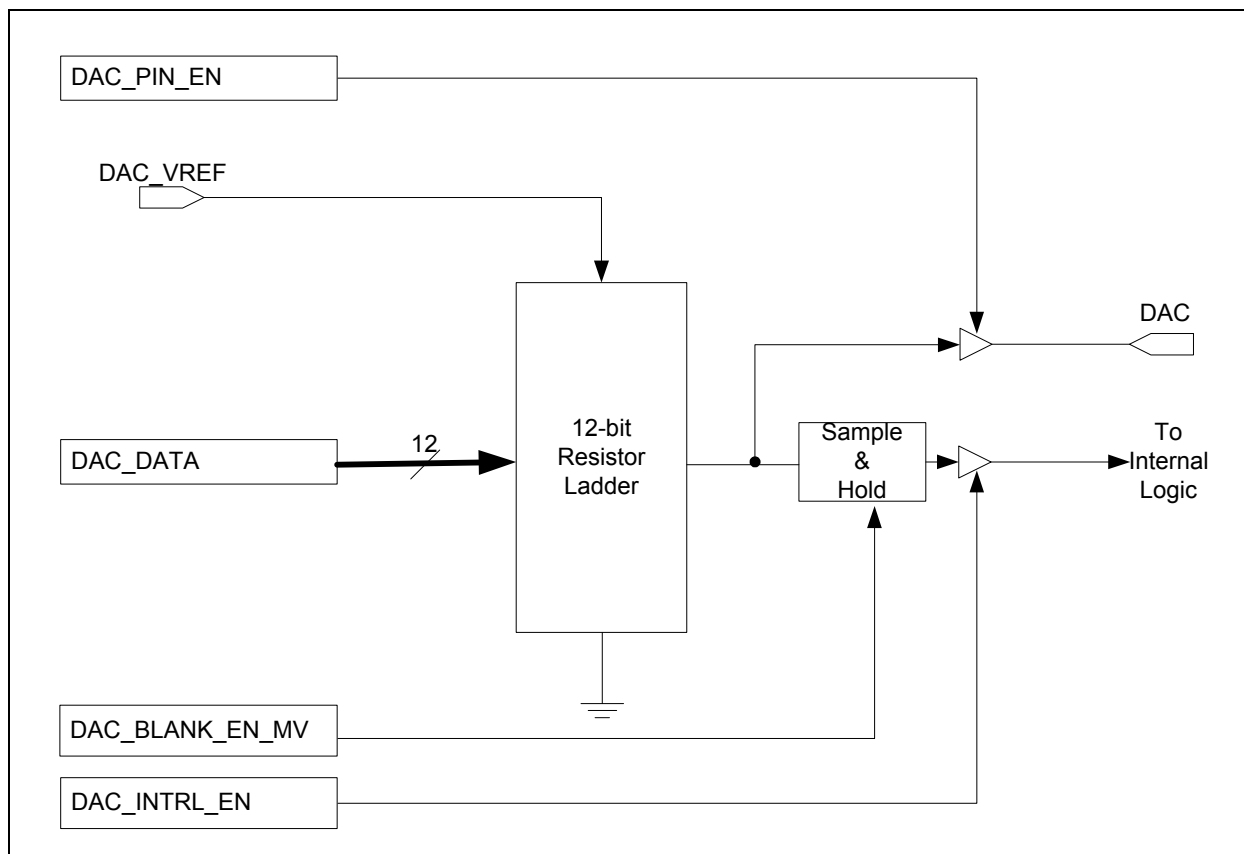 DAC_PIN_EN
DAC_VREF
DAC
DAC_DATA
12
12-bit
Resistor
Ladder
Sample
&
Hold
To
Internal
Logic
DAC_BLANK_EN_MV
DAC_INTRL_EN